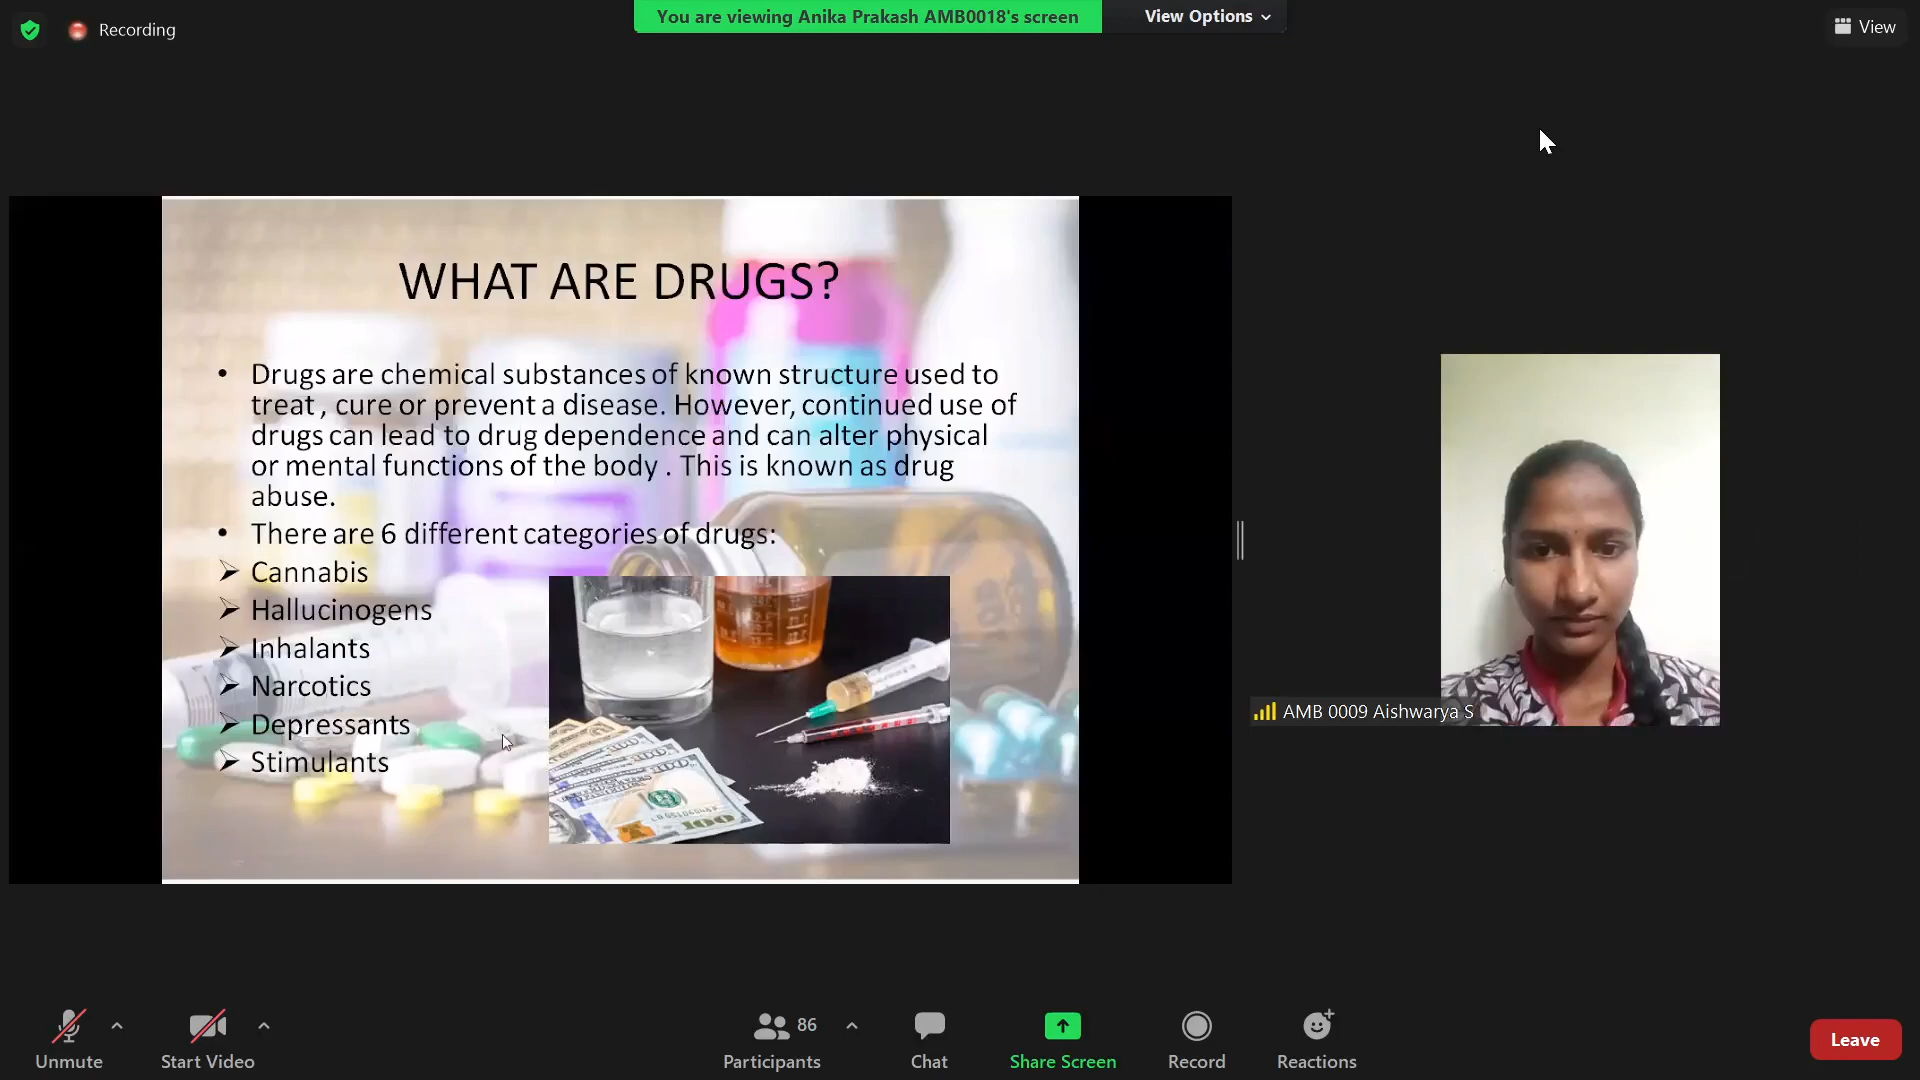 Recording
You are viewing Anika Prakash AMB0018's screen
View Options
View
WHAT ARE DRUGS?
• Drugs are chemical substances of known structure used to
treat , cure or prevent a disease. However, continued use of
drugs can lead to drug dependence and can alter physical
or mental functions of the body . This is known as drug
abuse.
• There are 6 different categories of drugs:
➢ Cannabis
➢ Hallucinogens
➢ Inhalants
➢ Narcotics
➢ Depressants
➢ Stimulants
100
AMB 0009 Aishwarya S
Unmute
Start Video
86
Participants
Chat
Share Screen
Record
Reactions
Leave